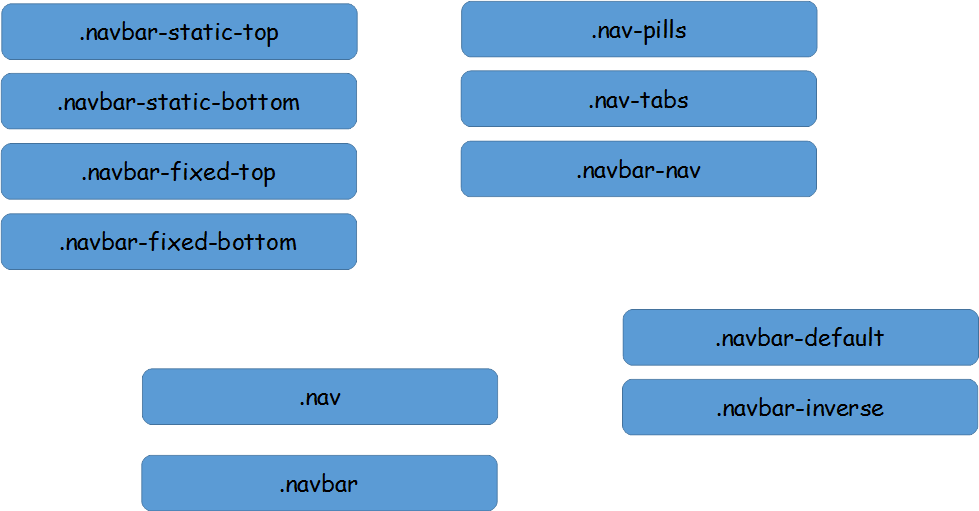 .navbar-static-top
.navbar-static-bottom
.navbar-fixed-top
.navbar-fixed-bottom
.nav-pills
.nav-tabs
.navbar-nav
.nav
.navbar
.navbar-default
.navbar-inverse